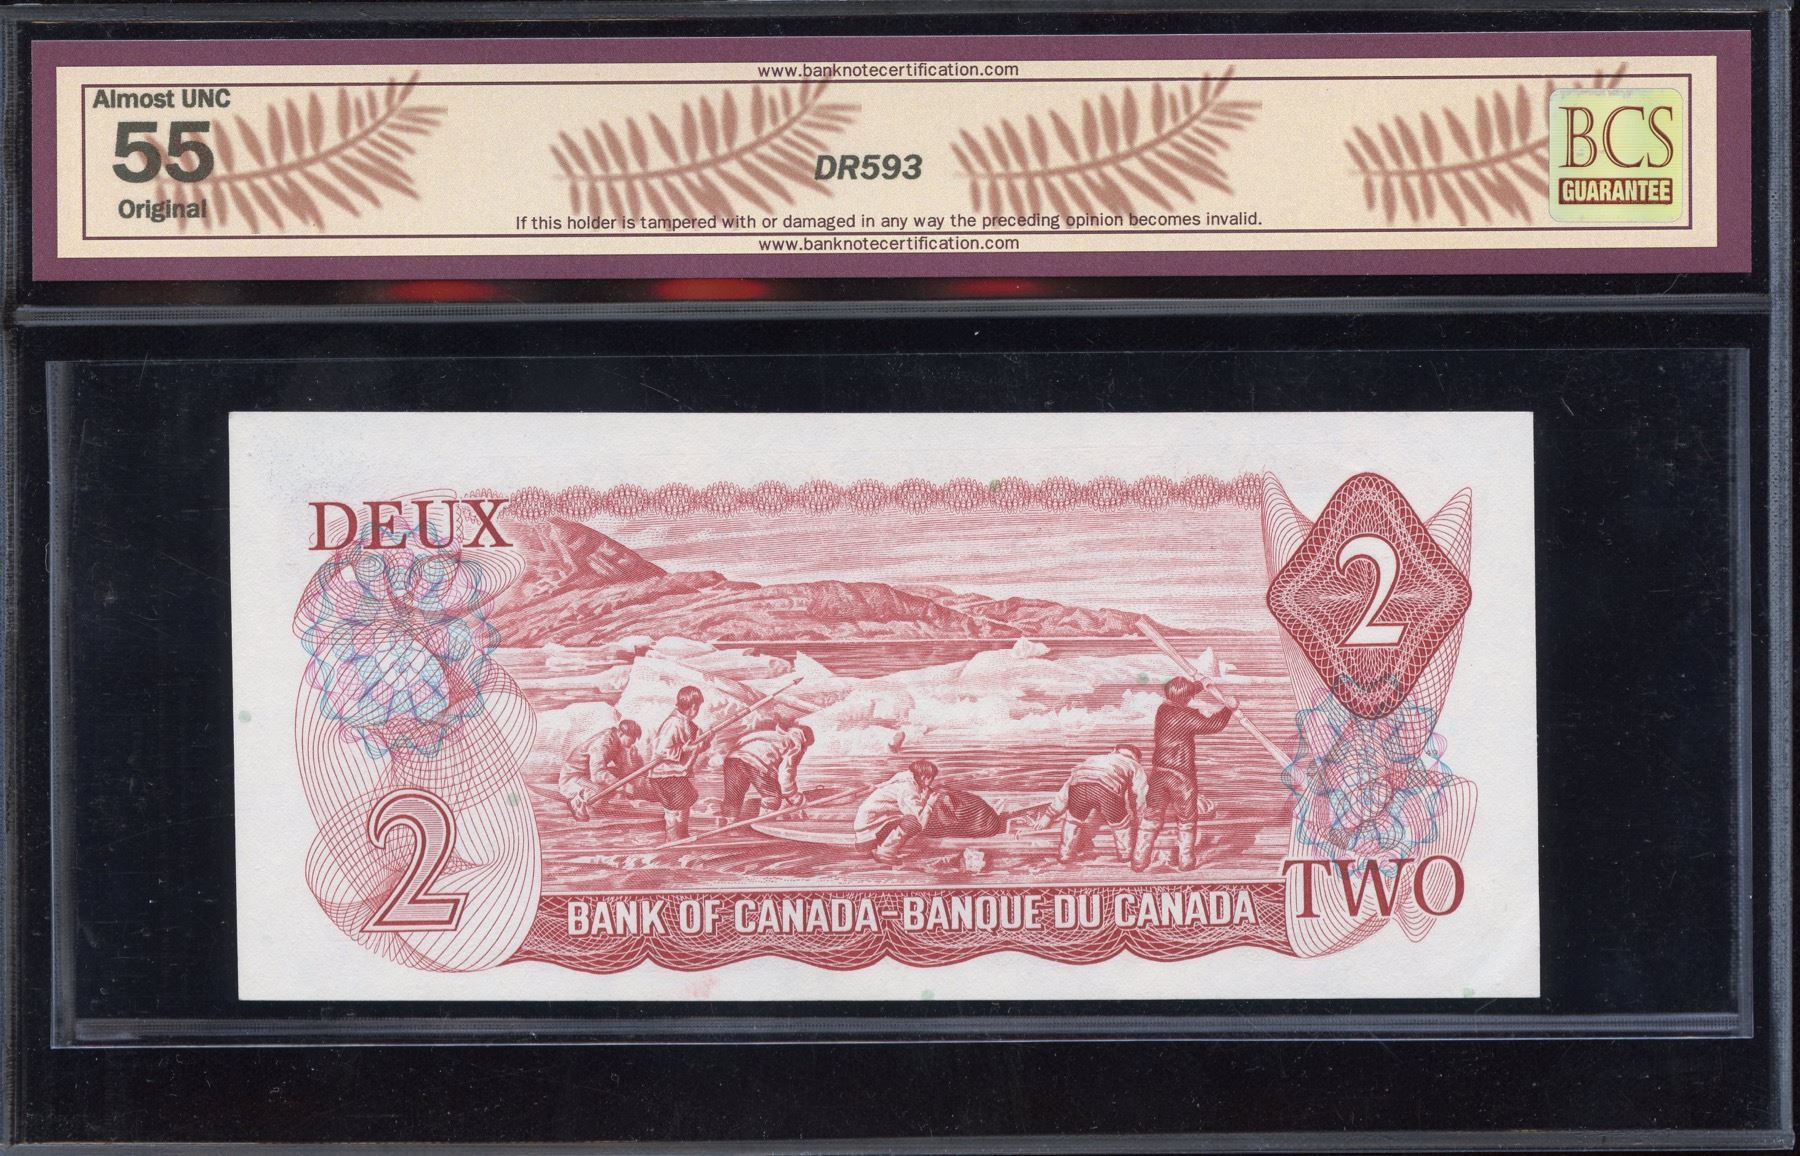 www.banknotecertification.com
Almost UNC
55
Original
DR593
BCS
GUARANTEE
If this holder is tampered with or damaged in any way the preceding opinion becomes invalid.
www.banknotecertification.com
DEUX
2
2
TWO
BANK OF CANADA-BANQUE DU CANADA